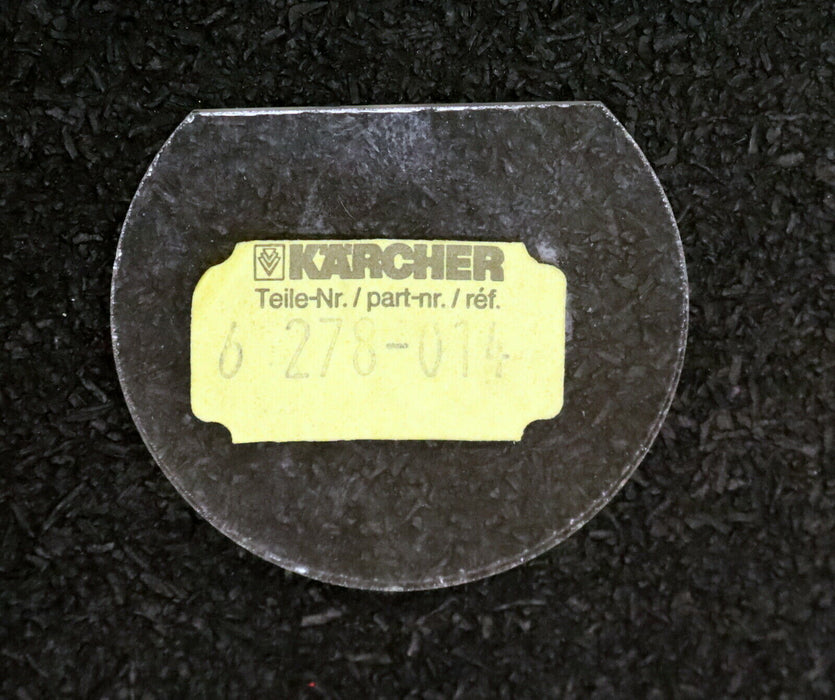 KÄRCHER
Teile-Nr. / part-nr. / réf.
6 278-014